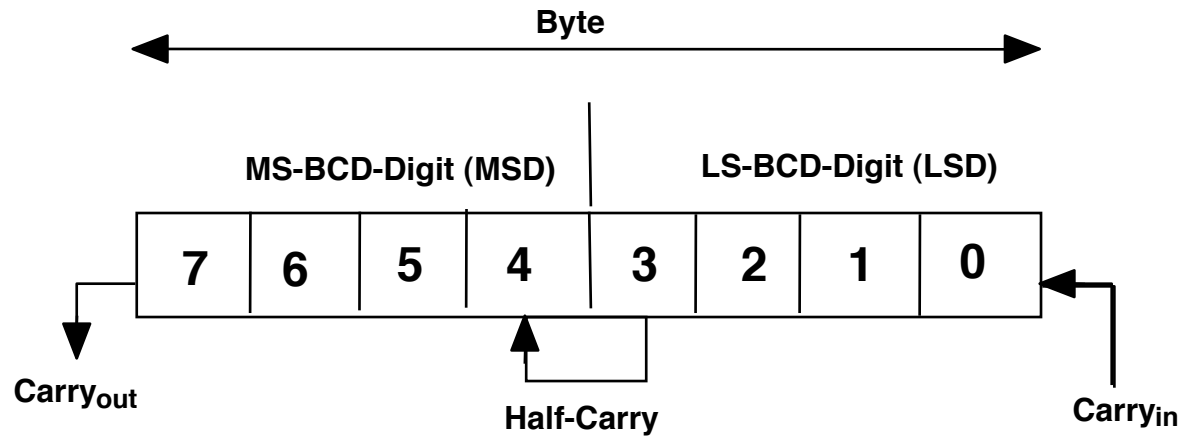 Byte
MS-BCD-Digit (MSD) LS-BCD-Digit (LSD)
7 6 5 4 3 2 1 0
Carryout
Half-Carry
Carryin